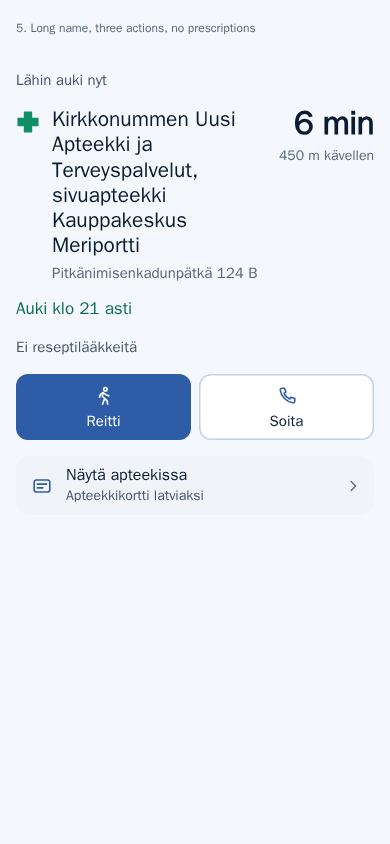 5. Long name, three actions, no prescriptions
Lähin auki nyt
Kirkkonummen Uusi
Apteekki ja
Terveyspalvelut,
sivuapteekki
Kauppakeskus
Meriportti
6 min
450 m kävellen
Pitkänimisenkadunpätkä 124 B
Auki klo 21 asti
Ei reseptilääkkeitä
Reitti
Soita
Näytä apteekissa
Apteekkikortti latviaksi